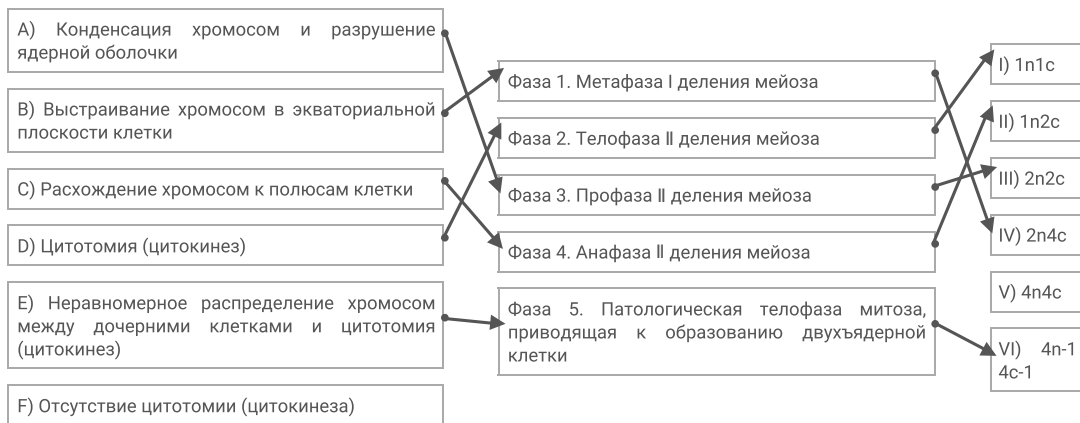 A) Конденсация хромосом и разрушение
ядерной оболочки
B) Выстраивание хромосом в экваториальной
плоскости клетки
C) Расхождение хромосом к полюсам клетки
D) Цитотомия (цитокинез)
E) Неравномерное распределение хромосом
между дочерними клетками и цитотомия
(цитокинез)
F) Отсутствие цитотомии (цитокинеза)
Фаза 1. Метафаза I деления мейоза
Фаза 2. Телофаза II деления мейоза
Фаза 3. Профаза II деления мейоза
Фаза 4. Анафаза II деления мейоза
Фаза 5. Патологическая телофаза митоза,
приводящая к образованию двухъядерной
клетки
I) 1n1c
II) 1n2c
III) 2n2c
IV) 2n4c
V) 4n4c
VI) 4n-1
4c-1